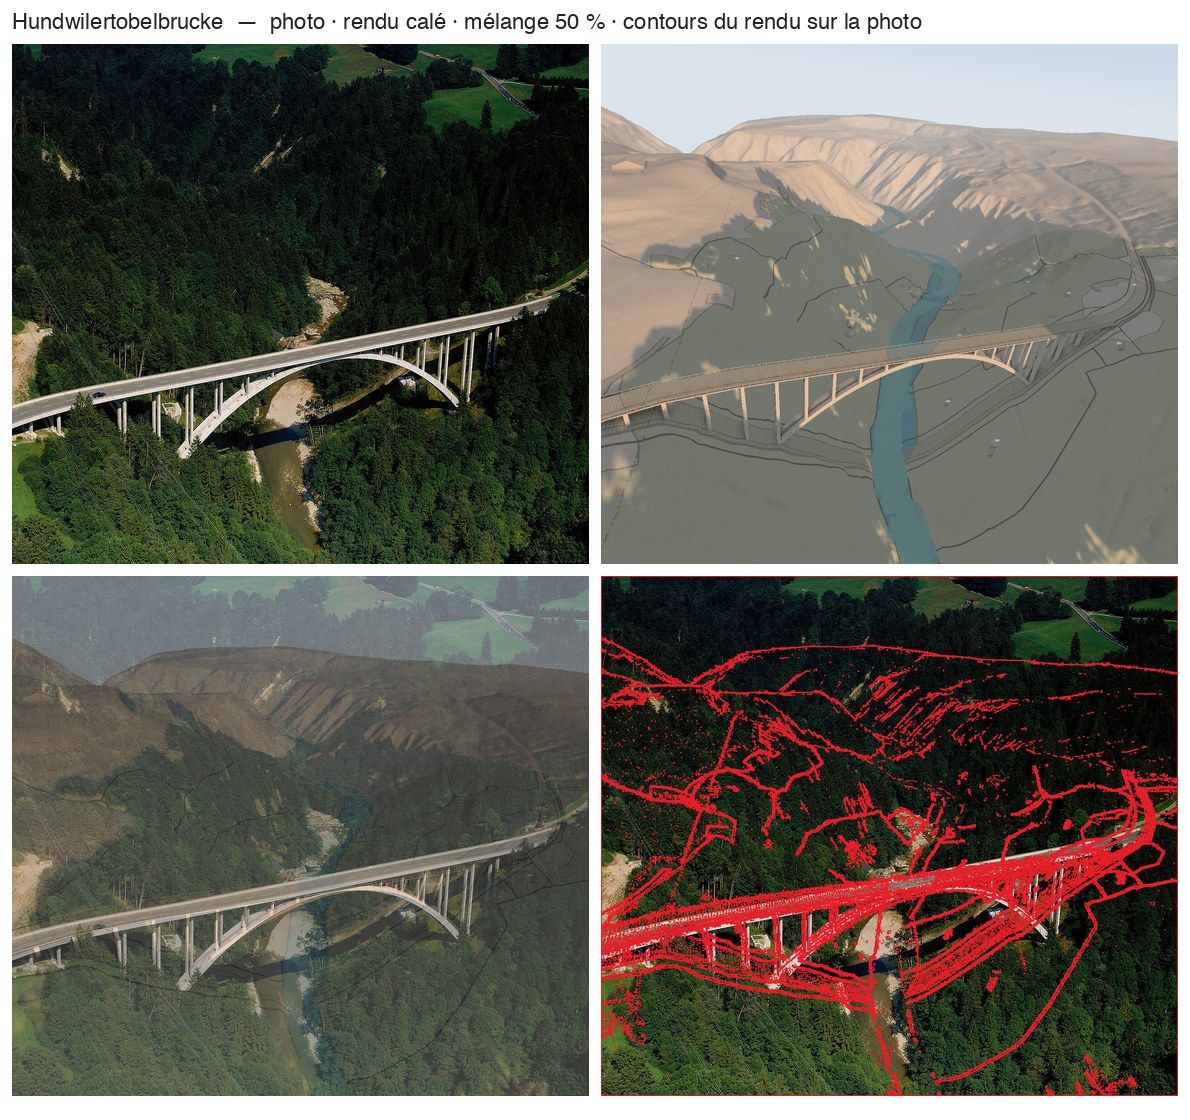 Hundwilertobelbrucke — photo · rendu calé · mélange 50 % · contours du rendu sur la photo